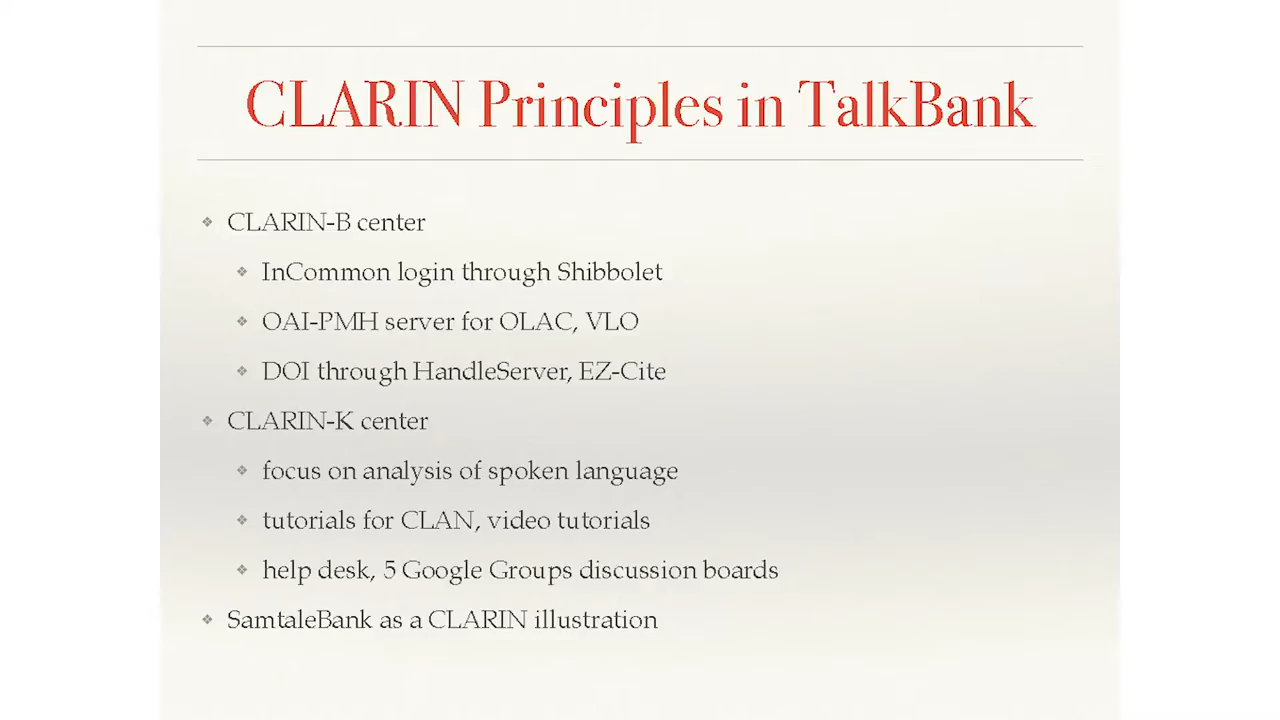 CLARIN Principles in TalkBank
CLARIN-B center
InCommon login through Shibbolet
OAI-PMH server for OLAC, VLO
DOI through HandleServer, EZ-Cite
CLARIN-K center
focus on analysis of spoken language
tutorials for CLAN, video tutorials
help desk, 5 Google Groups discussion boards
SamtaleBank as a CLARIN illustration